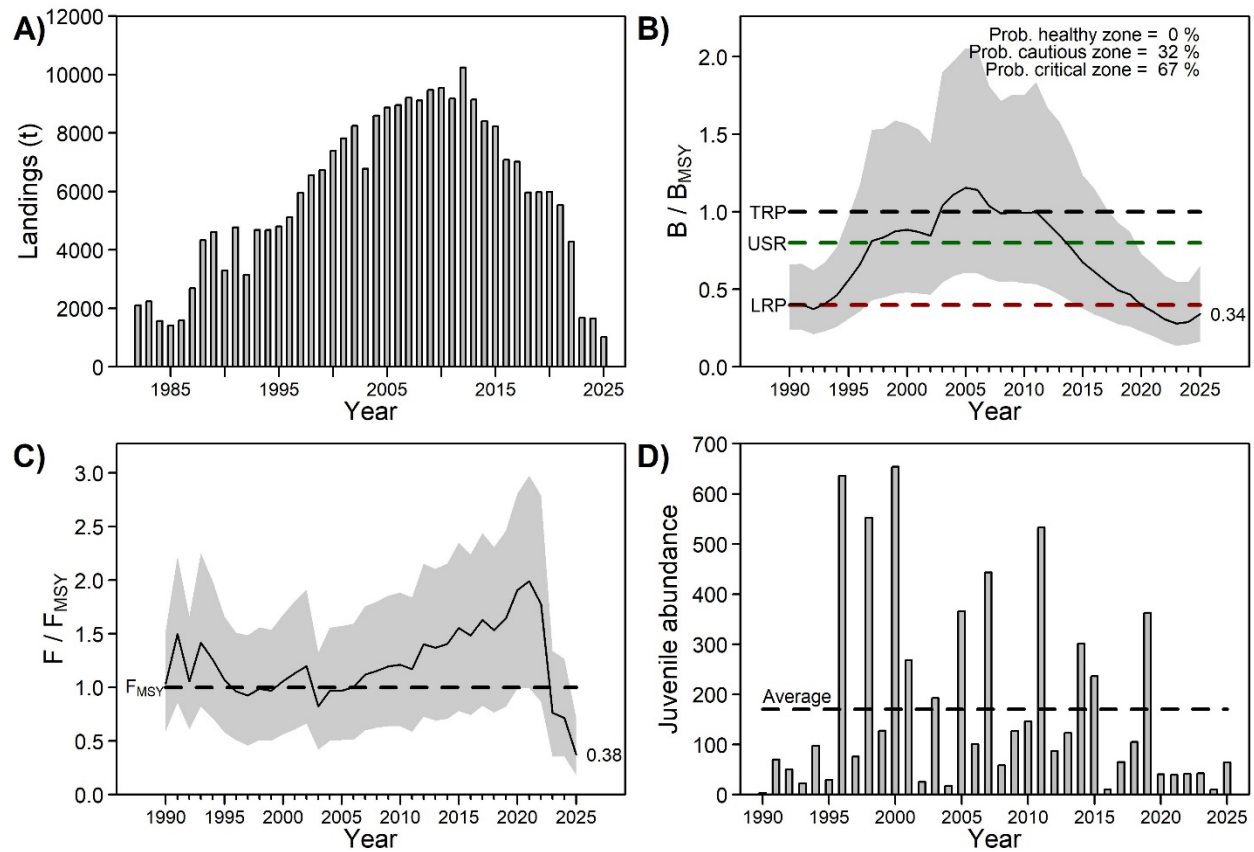 A)
12000
10000
8000
6000
4000
2000
0
Landings (t)
1985
1995
2005
2015
2025
Year
B)
Prob. healthy zone = 0 %
Prob. cautious zone = 32 %
Prob. critical zone = 67 %
2.0
1.5
1.0
0.5
0.0
B / BMSY
TRP
USR
LRP
0.34
1990
1995
2000
2005
2010
2015
2020
2025
Year
C)
3.0
2.5
2.0
1.5
1.0
0.5
0.0
F / FMSY
FMSY
0.38
1990
1995
2000
2005
2010
2015
2020
2025
Year
D)
700
600
500
400
300
200
100
0
Juvenile abundance
Average
1990
1995
2000
2005
2010
2015
2020
2025
Year